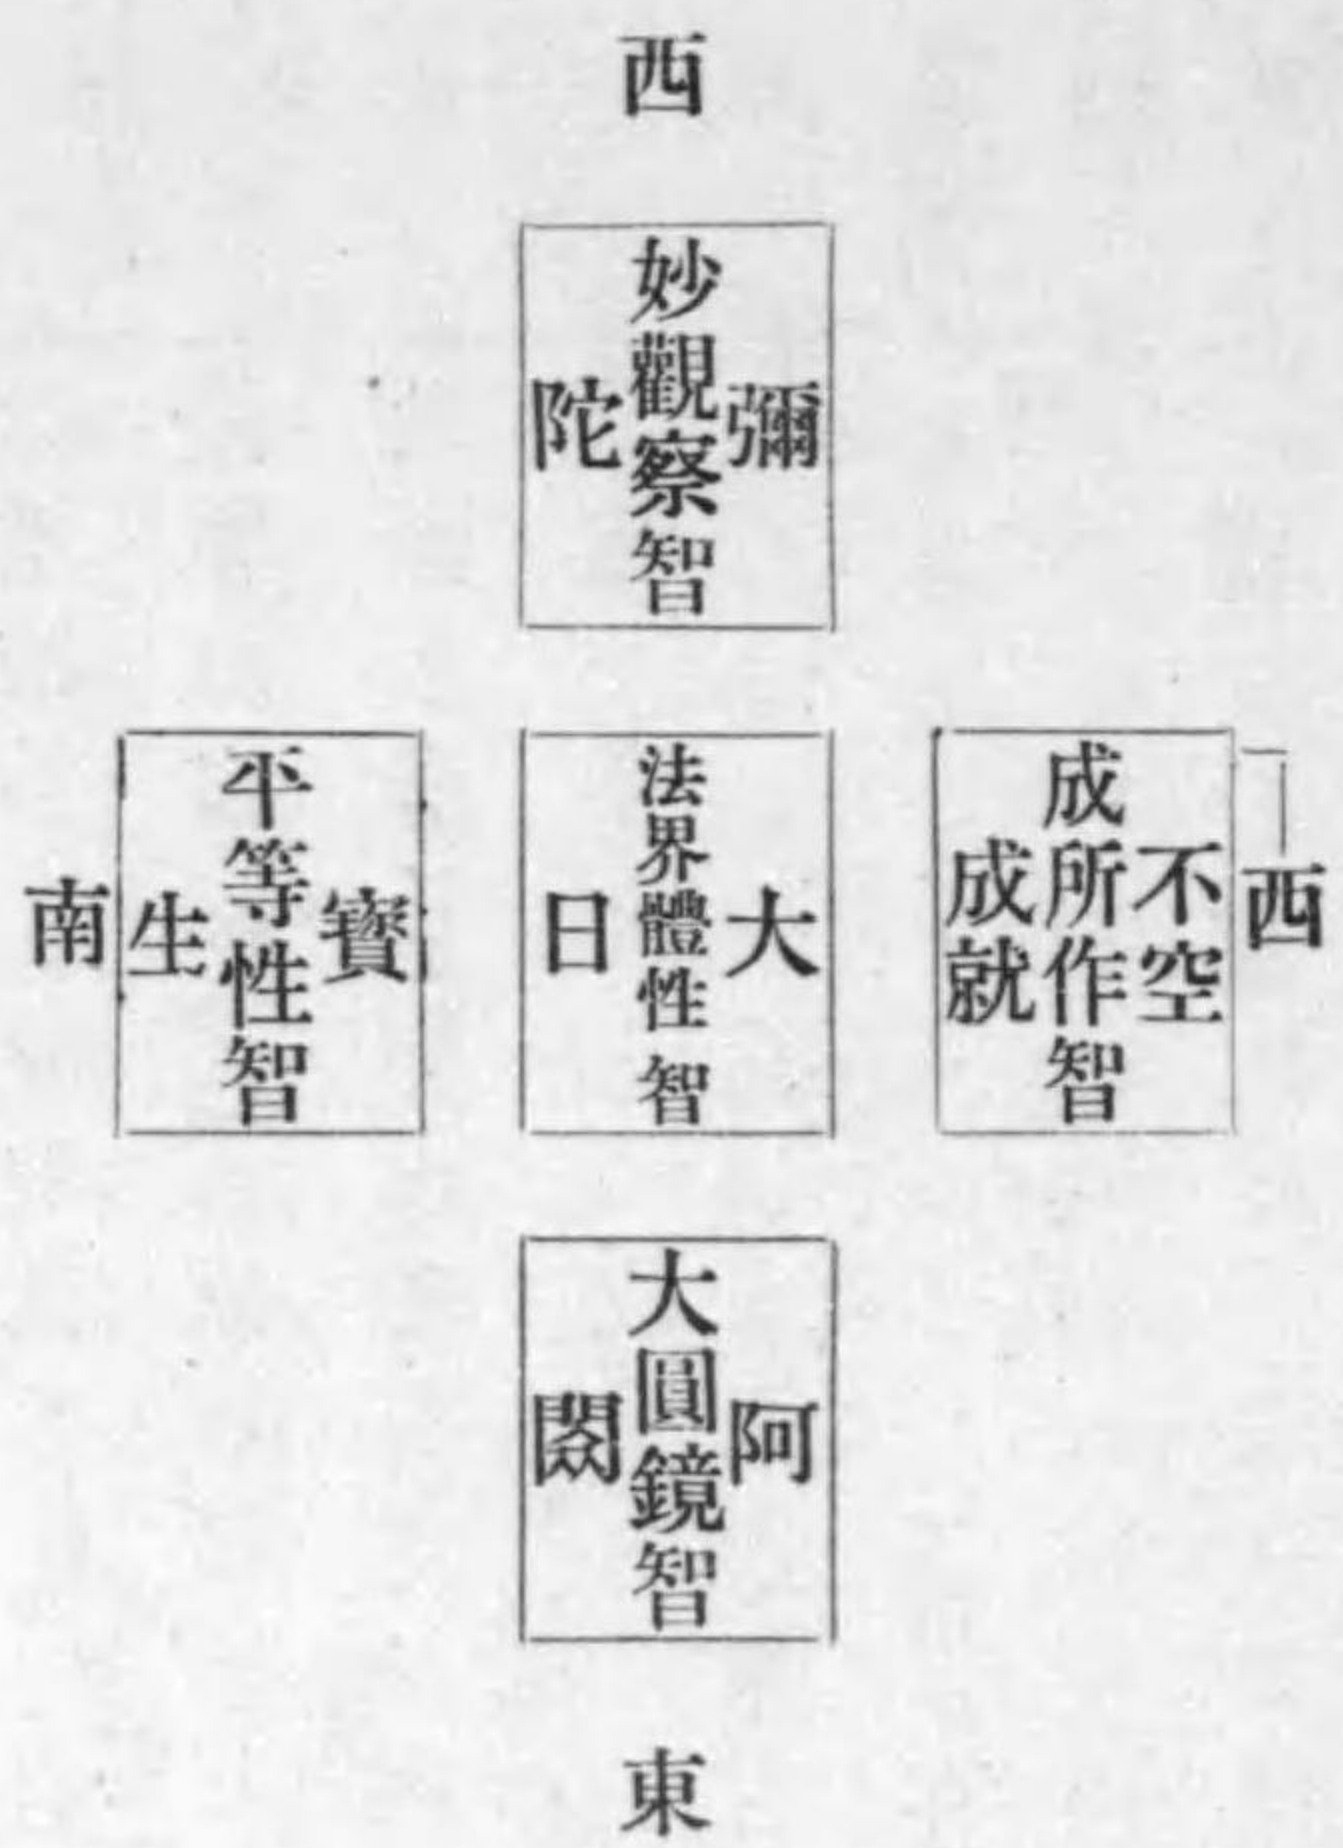 西
彌
妙觀察智
陀
西
不空
成所作智
成就
大
法界體性智
日
寳
平等性智
生
南
阿
大圓鏡智
閦
東